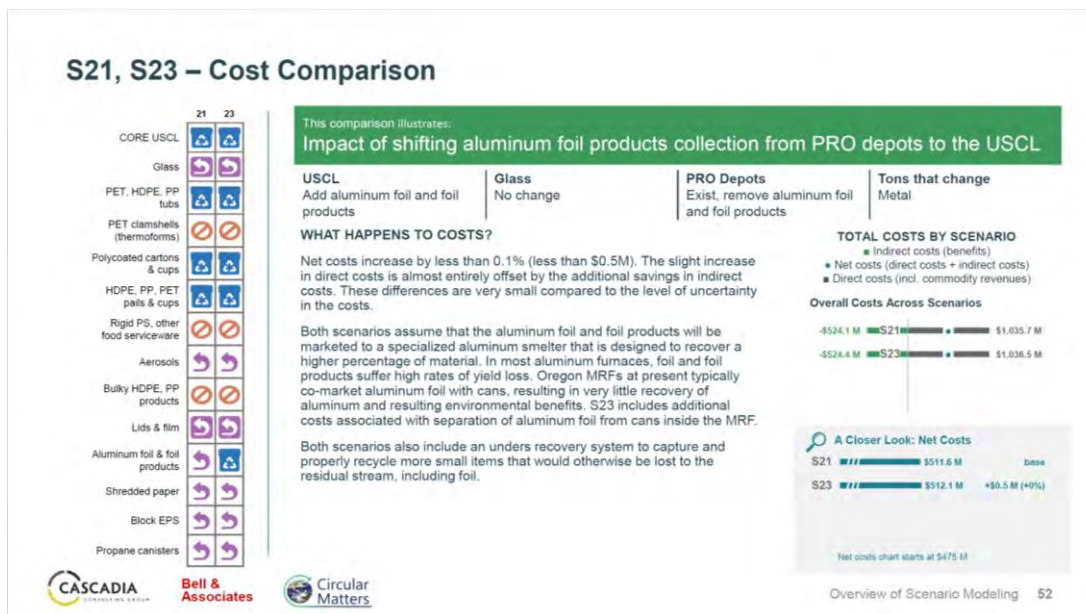 S21, S23 – Cost Comparison
21 23
CORE USCL
Glass
PET, HDPE, PP
tubs
PET clamshells
(thermoforms)
Polycoated cartons
& cups
HDPE, PP, PET
pails & cups
Rigid PS, other
food serviceware
Aerosols
Bulky HDPE, PP
products
Lids & film
Aluminum foil & foil
products
Shredded paper
Block EPS
Propane canisters
This comparison illustrates:
Impact of shifting aluminum foil products collection from PRO depots to the USCL
USCL
Add aluminum foil and foil
products
Glass
No change
PRO Depots
Exist, remove aluminum foil
and foil products
Tons that change
Metal
WHAT HAPPENS TO COSTS?
Net costs increase by less than 0.1% (less than $0.5M). The slight increase
in direct costs is almost entirely offset by the additional savings in indirect
costs. These differences are very small compared to the level of uncertainty
in the costs.
Both scenarios assume that the aluminum foil and foil products will be
marketed to a specialized aluminum smelter that is designed to recover a
higher percentage of material. In most aluminum furnaces, foil and foil
products suffer high rates of yield loss. Oregon MRFs at present typically
co-market aluminum foil with cans, resulting in very little recovery of
aluminum and resulting environmental benefits. S23 includes additional
costs associated with separation of aluminum foil from cans inside the MRF.
Both scenarios also include an unders recovery system to capture and
properly recycle more small items that would otherwise be lost to the
residual stream, including foil.
TOTAL COSTS BY SCENARIO
Indirect costs (benefits)
Net costs (direct costs + indirect costs)
Direct costs (incl. commodity revenues)
Overall Costs Across Scenarios
-$524.1 M S21 $1,035.7 M
-$524.4 M S23 $1,036.5 M
A Closer Look: Net Costs
S21 $511.6 M base
S23 $512.1 M +$0.5 M (+0%)
Net costs chart starts at $475 M
CASCADIA
CONSULTING GROUP
Bell &
Associates
Circular
Matters
Overview of Scenario Modeling 52